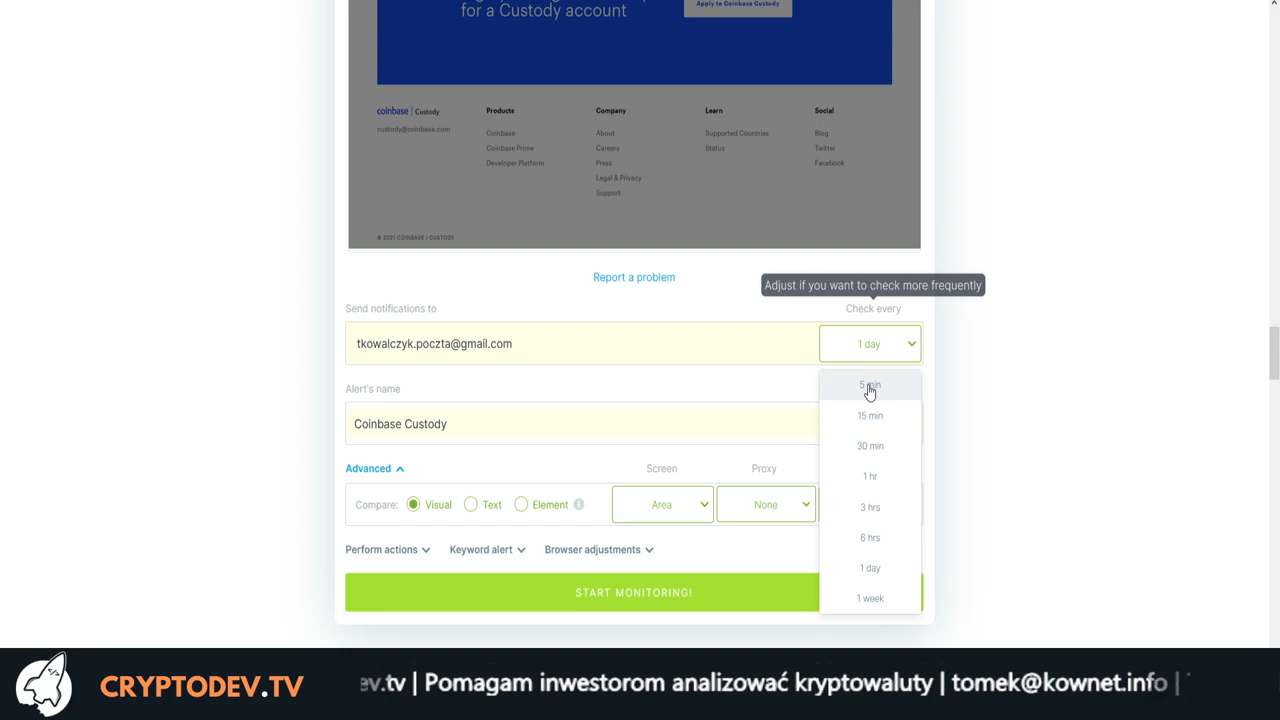 for a Custody account
Apply to Coinbase Custody
coinbase | Custody
custody@coinbase.com
Products
Coinbase
Coinbase Prime
Developer Platform
Company
About
Careers
Press
Legal & Privacy
Support
Learn
Supported Countries
Status
Social
Blog
Twitter
Facebook
© 2021 COINBASE | CUSTODY
Report a problem
Adjust if you want to check more frequently
Send notifications to
Check every
tkowalczyk.poczta@gmail.com
1 day
Alert's name
Coinbase Custody
5 min
15 min
30 min
1 hr
3 hrs
6 hrs
1 day
1 week
Advanced
Screen
Proxy
Compare:
Visual
Text
Element
Area
None
Perform actions
Keyword alert
Browser adjustments
START MONITORING!
CRYPTODEV.TV
ev.tv | Pomagam inwestorom analizować kryptowaluty | tomek@kownet.info |